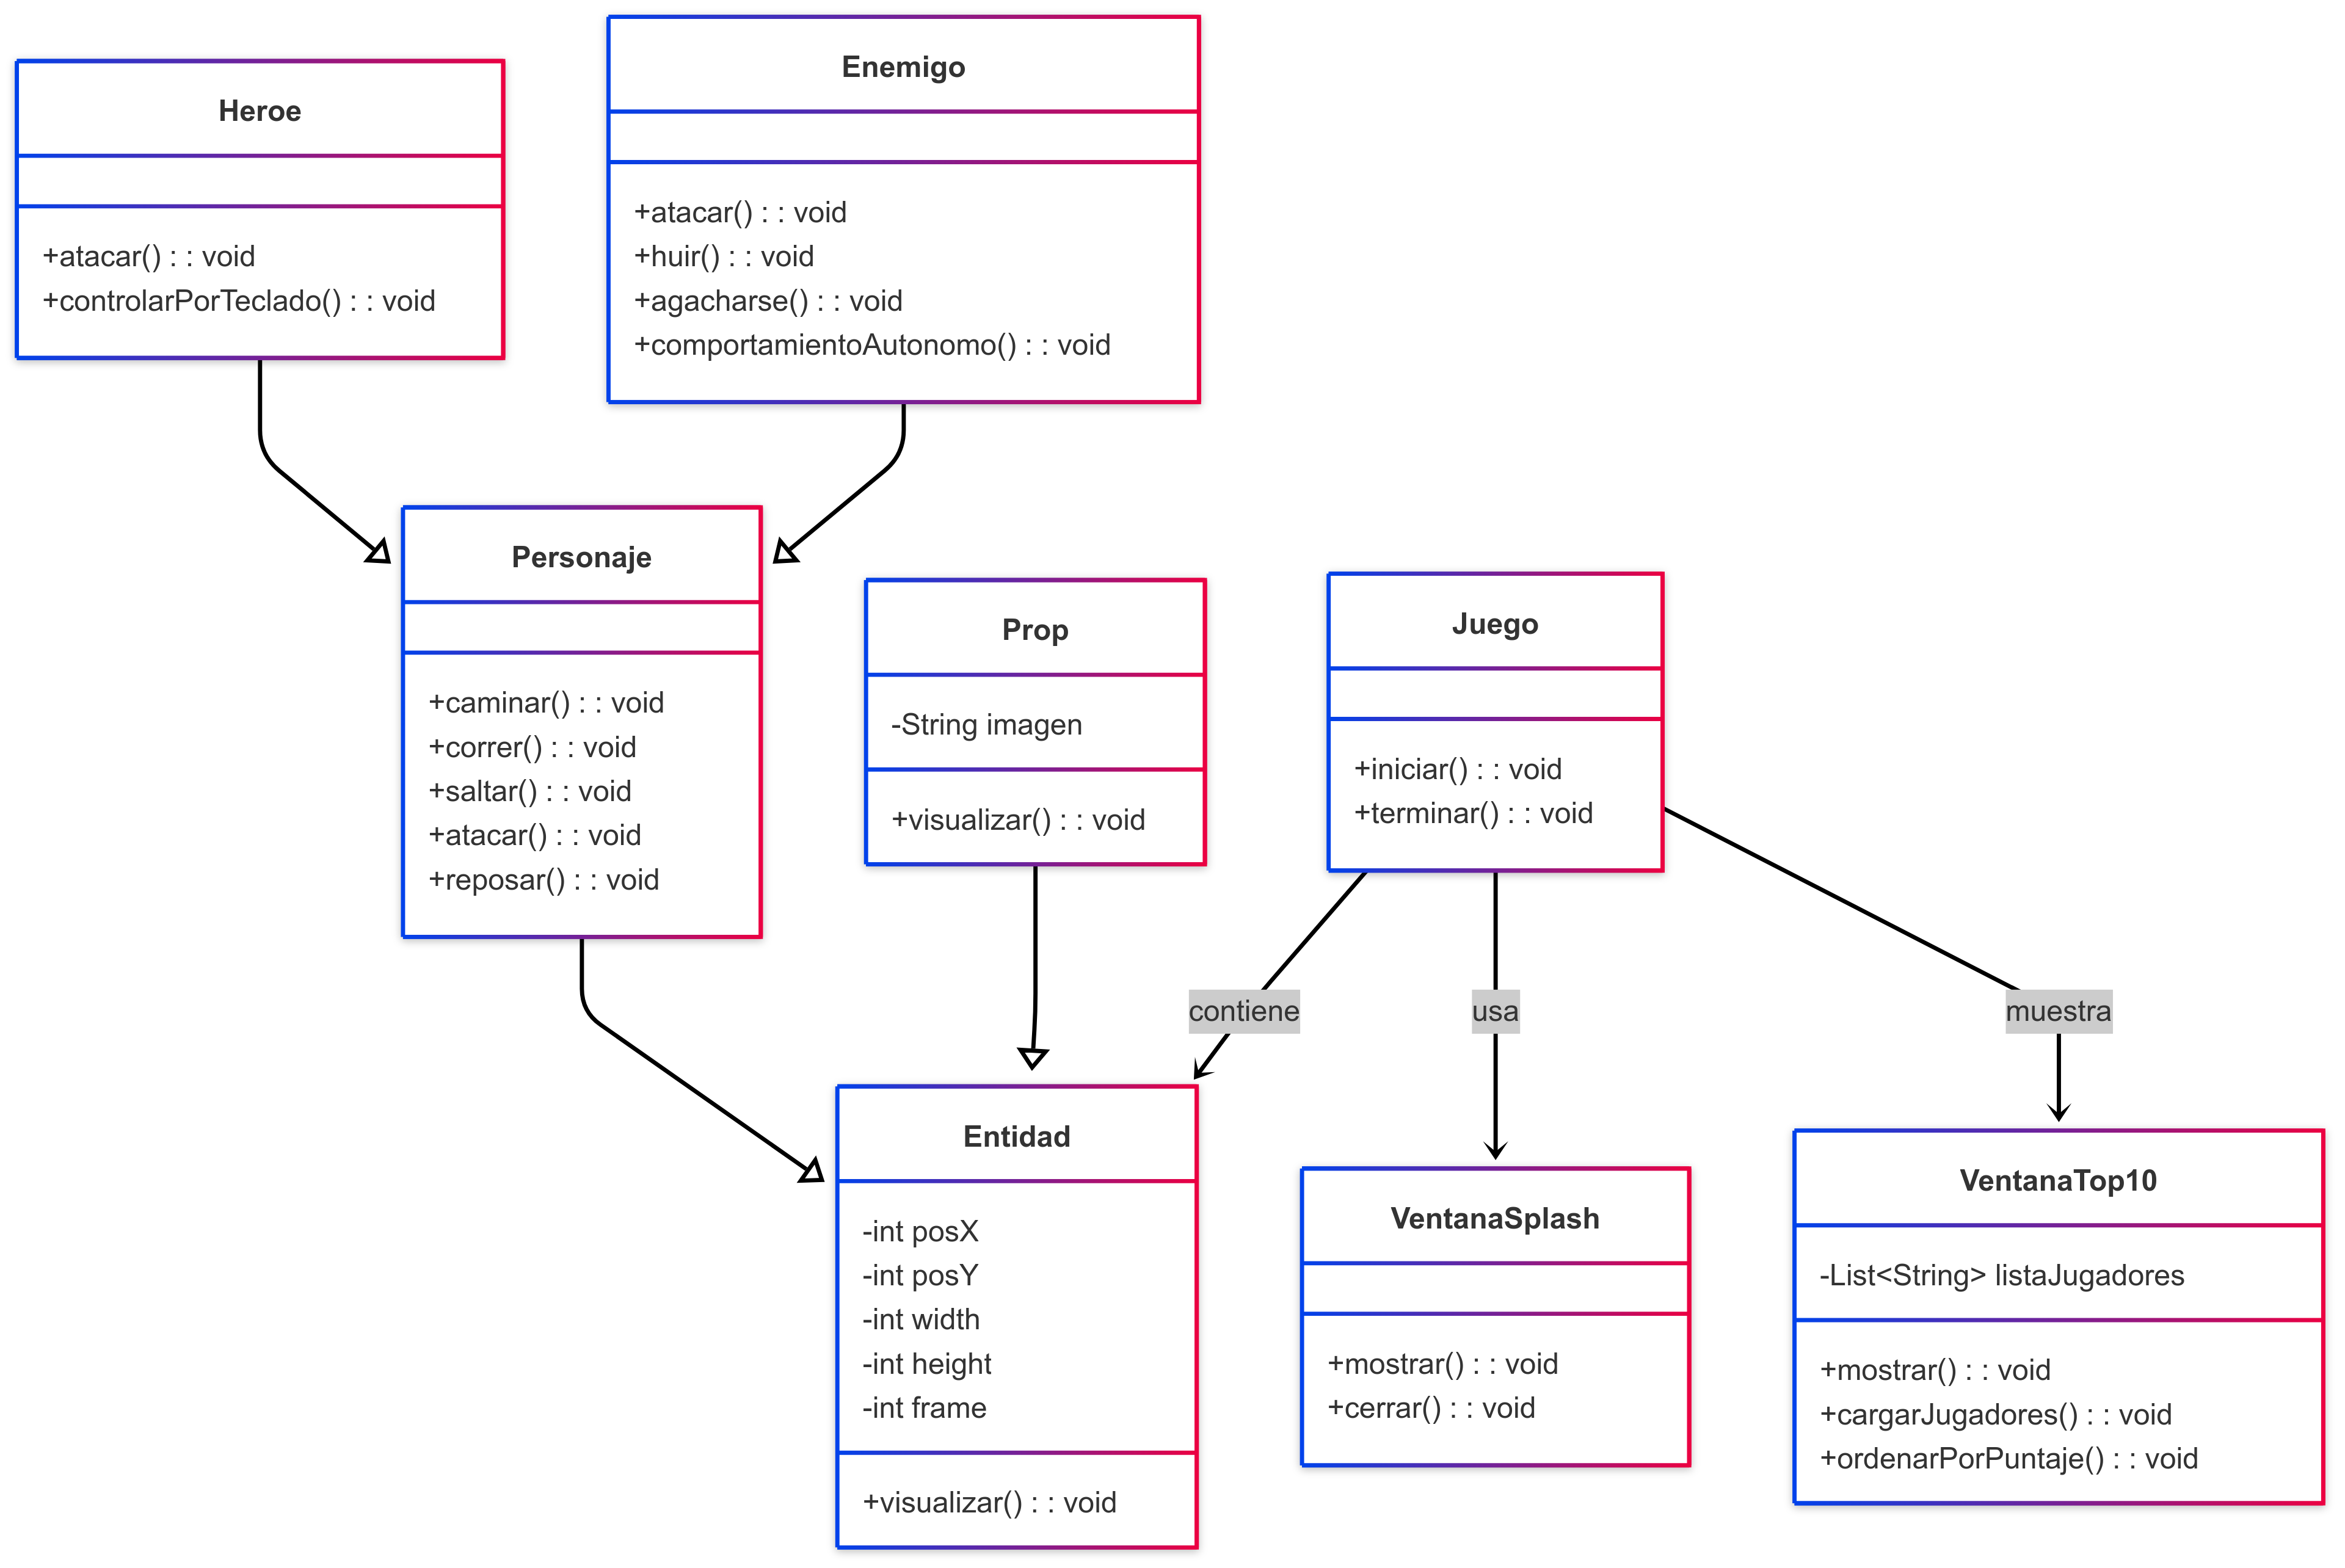 Heroe
+atacar() : : void
+controlarPorTeclado() : : void
Enemigo
+atacar() : : void
+huir() : : void
+agacharse() : : void
+comportamientoAutonomo() : : void
Personaje
+caminar() : : void
+correr() : : void
+saltar() : : void
+atacar() : : void
+reposar() : : void
Prop
-String imagen
+visualizar() : : void
Juego
+iniciar() : : void
+terminar() : : void
contiene
usa
muestra
Entidad
-int posX
-int posY
-int width
-int height
-int frame
+visualizar() : : void
VentanaSplash
+mostrar() : : void
+cerrar() : : void
VentanaTop10
-List<String> listaJugadores
+mostrar() : : void
+cargarJugadores() : : void
+ordenarPorPuntaje() : : void